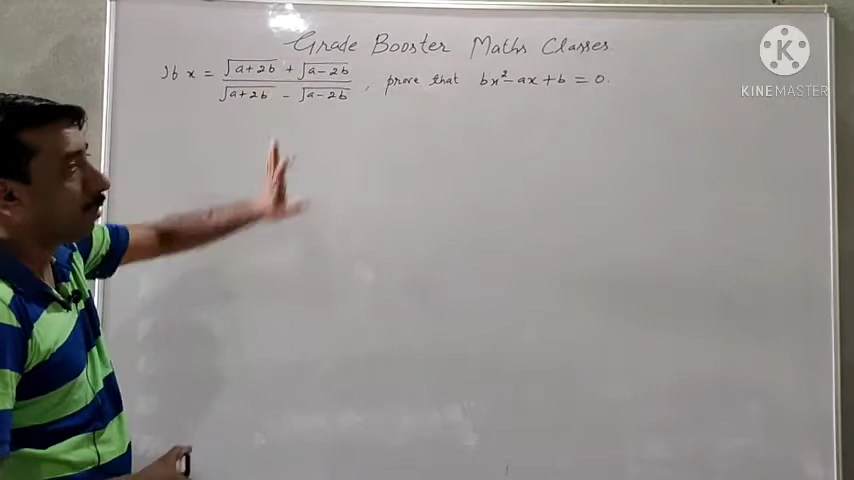 Grade Booster Maths Classes
If x = (√(a+2b) + √(a-2b)) / (√(a+2b) - √(a-2b)), prove that bx² - ax + b = 0.
KINEMASTER